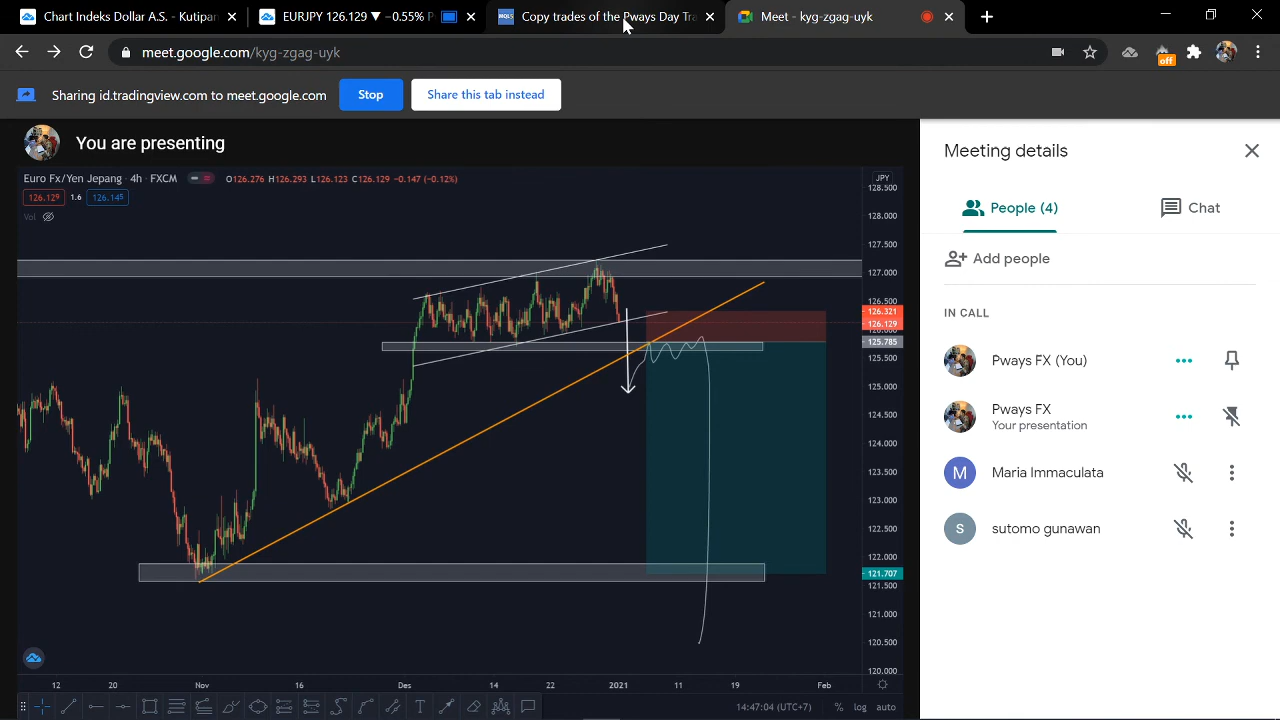 Chart Indeks Dollar A.S. - Kutipan
EURJPY 126.129 ▼ −0.55% P
MQL5
Copy trades of the Pways Day Tra
Meet - kyg-zgag-uyk
meet.google.com/kyg-zgag-uyk
off
Sharing id.tradingview.com to meet.google.com
Stop
Share this tab instead
You are presenting
Meeting details
People (4)
Chat
Add people
IN CALL
Pways FX (You)
Pways FX
Your presentation
M
Maria Immaculata
s
sutomo gunawan
Euro Fx/Yen Jepang · 4h · FXCM
O126.276 H126.293 L126.123 C126.129 −0.147 (−0.12%)
126.129
1.6
126.145
Vol
JPY
128.500
128.000
127.500
127.000
126.500
126.321
126.129
126.000
125.785
125.500
125.000
124.500
124.000
123.500
123.000
122.500
122.000
121.707
121.500
121.000
120.500
120.000
12
20
Nov
16
Des
14
22
2021
11
19
Feb
T
14:47:04 (UTC+7)
%
log
auto